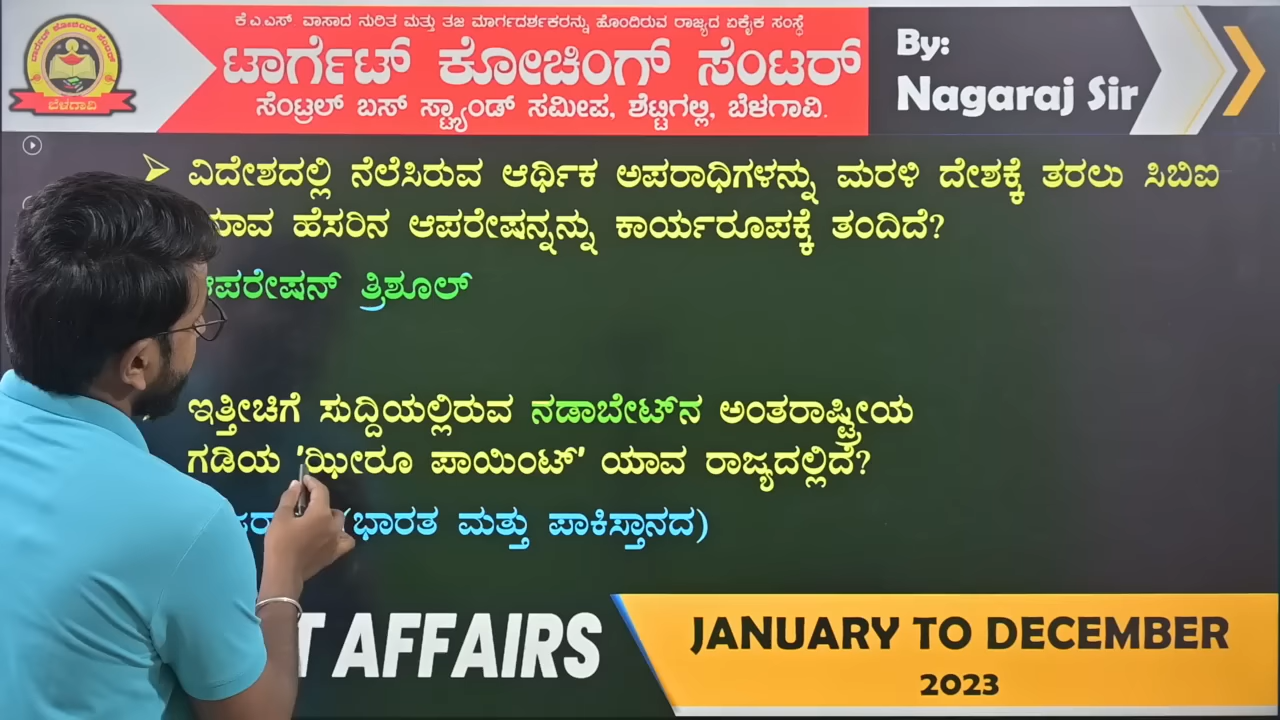 ಕೆ ಎ ಎಸ್ ಪಾಸಾದ ನುರಿತ ಮತ್ತು ತಜ್ಞ ಮಾರ್ಗದರ್ಶಕರನ್ನು ಹೊಂದಿರುವ ರಾಜ್ಯದ ಏಕೈಕ ಸಂಸ್ಥೆ
ಟಾರ್ಗೆಟ್ ಕೋಚಿಂಗ್ ಸೆಂಟರ್
ಸೆಂಟ್ರಲ್ ಬಸ್ ಸ್ಟ್ಯಾಂಡ್ ಸಮೀಪ, ಶೆಟ್ಟಿಗಲ್ಲಿ, ಬೆಳಗಾವಿ.
By:
Nagaraj Sir
ಬೆಳಗಾವಿ
ವಿದೇಶದಲ್ಲಿ ನೆಲೆಸಿರುವ ಆರ್ಥಿಕ ಅಪರಾಧಿಗಳನ್ನು ಮರಳಿ ದೇಶಕ್ಕೆ ತರಲು ಸಿಬಿಐ
ಹೆಸರಿನ ಆಪರೇಷನ್ನನ್ನು ಕಾರ್ಯರೂಪಕ್ಕೆ ತಂದಿದೆ?
ತ್ರಿಶೂಲ್
ಇತ್ತೀಚಿಗೆ ಸುದ್ದಿಯಲ್ಲಿರುವ ನಡಾಬೇಟ್‌ನ ಅಂತರಾಷ್ಟ್ರೀಯ
ಗಡಿಯ 'ಝೀರೂ ಪಾಯಿಂಟ್' ಯಾವ ರಾಜ್ಯದಲ್ಲಿದೆ?
(ಭಾರತ ಮತ್ತು ಪಾಕಿಸ್ತಾನದ)
AFFAIRS
JANUARY TO DECEMBER
2023